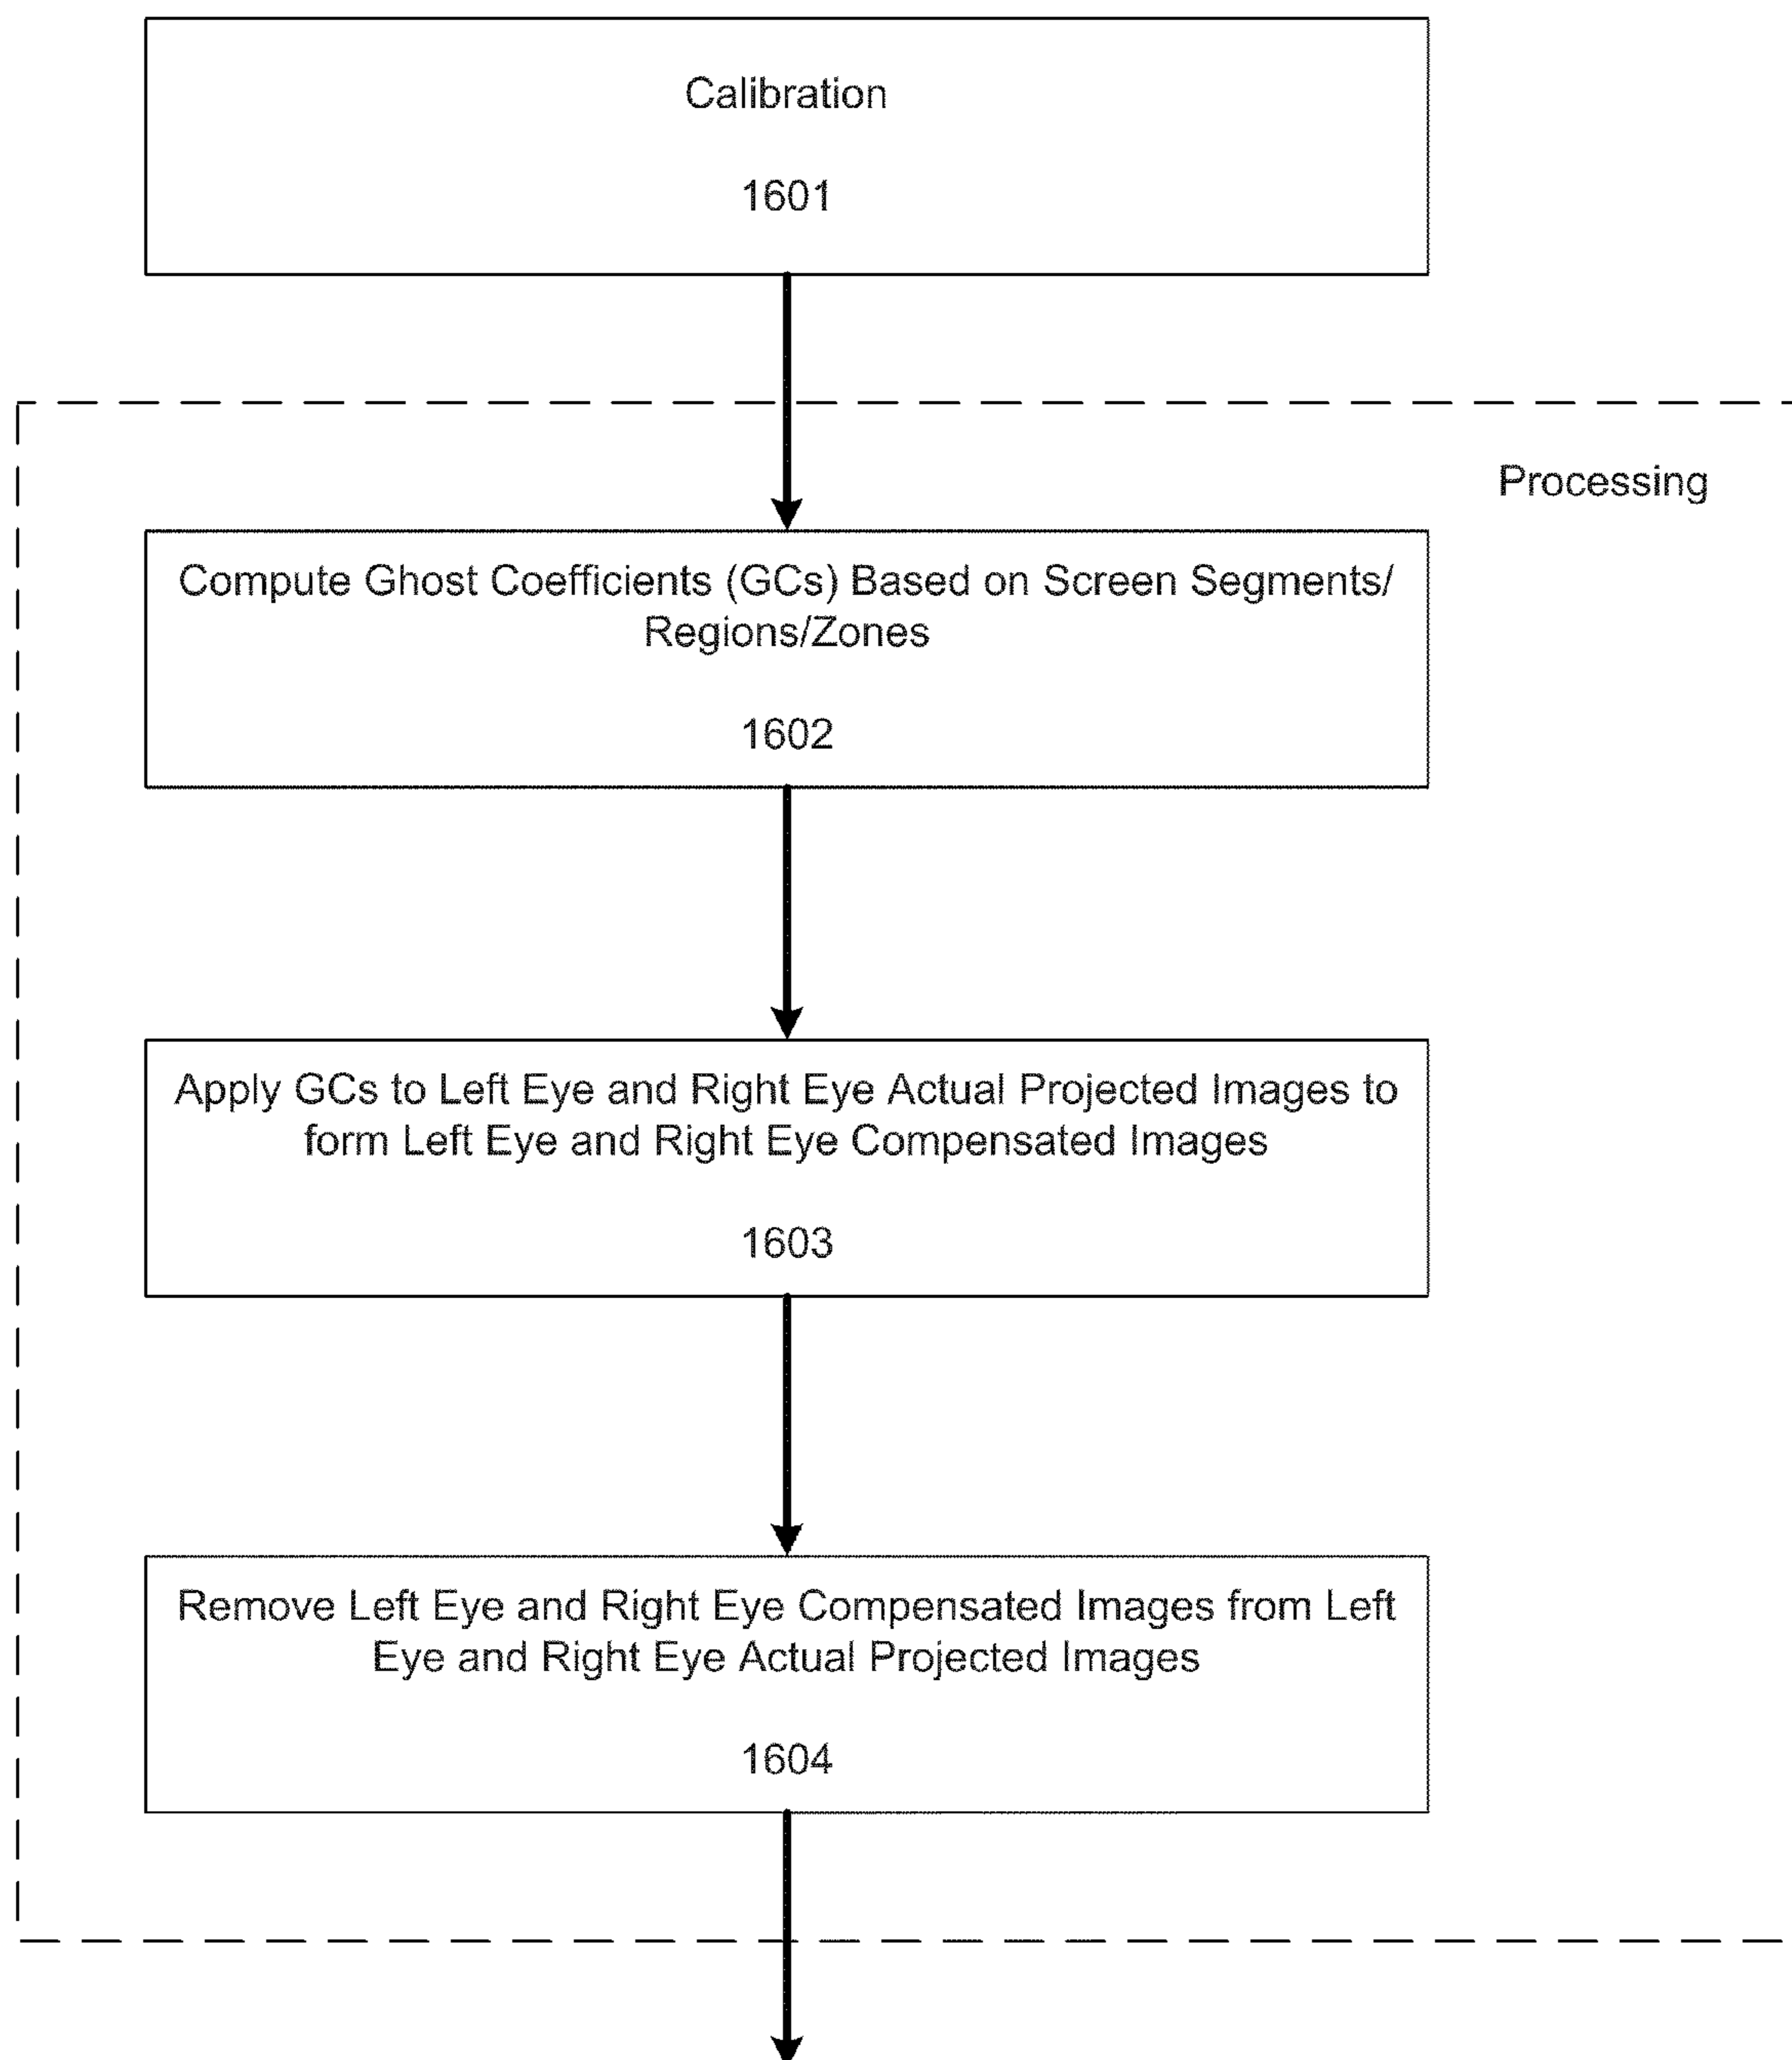 Calibration
1601
Processing
Compute Ghost Coefficients (GCs) Based on Screen Segments/
Regions/Zones
1602
Apply GCs to Left Eye and Right Eye Actual Projected Images to
form Left Eye and Right Eye Compensated Images
1603
Remove Left Eye and Right Eye Compensated Images from Left
Eye and Right Eye Actual Projected Images
1604